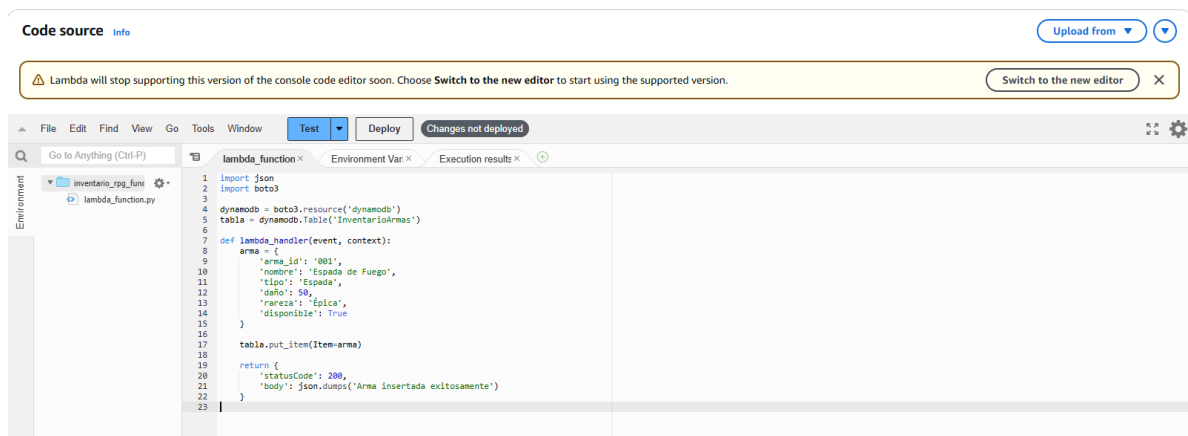 Code source Info
Upload from
Lambda will stop supporting this version of the console code editor soon. Choose Switch to the new editor to start using the supported version.
Switch to the new editor
File Edit Find View Go Tools Window Test Deploy Changes not deployed
Go to Anything (Ctrl-P)
lambda_function Environment Vari Execution results
Environment
inventario_rpg_func
lambda_function.py
1 import json
2 import boto3
3
4 dynamodb = boto3.resource('dynamodb')
5 tabla = dynamodb.Table('InventarioArmas')
6
7 def lambda_handler(event, context):
8     arma = {
9         'arma_id': '001',
10         'nombre': 'Espada de Fuego',
11         'tipo': 'Espada',
12         'daño': 50,
13         'rareza': 'Épica',
14         'disponible': True
15     }
16
17     tabla.put_item(Item=arma)
18
19     return {
20         'statusCode': 200,
21         'body': json.dumps('Arma insertada exitosamente')
22     }
23